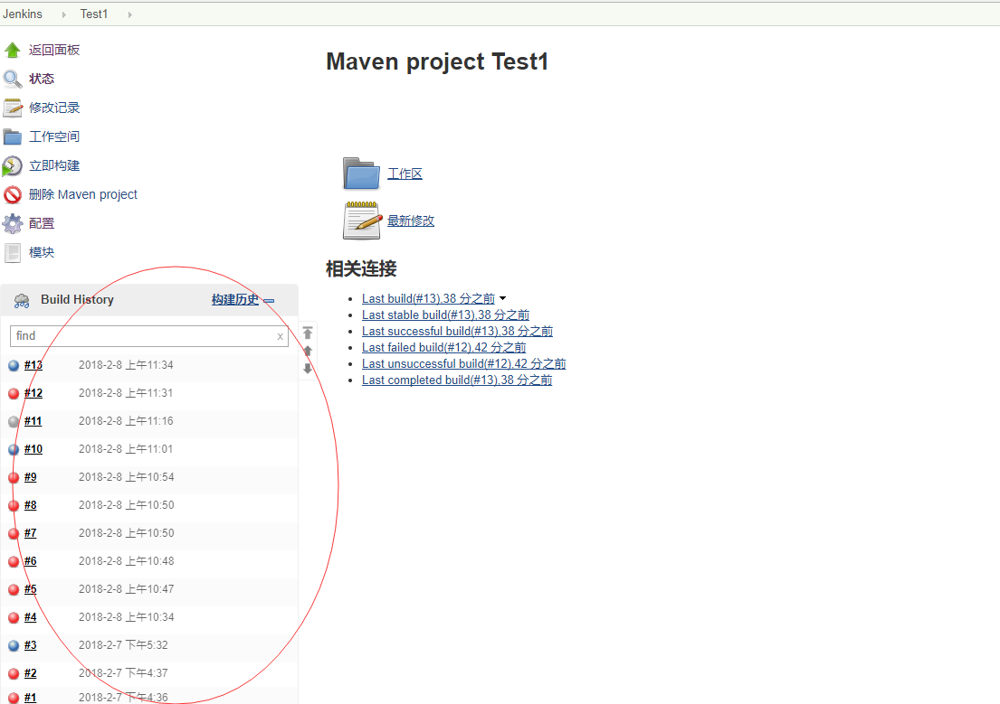 Jenkins Test1
返回面板
状态
修改记录
工作空间
立即构建
删除 Maven project
配置
模块
Build History 构建历史
find x
#13 2018-2-8 上午11:34
#12 2018-2-8 上午11:31
#11 2018-2-8 上午11:16
#10 2018-2-8 上午11:01
#9 2018-2-8 上午10:54
#8 2018-2-8 上午10:50
#7 2018-2-8 上午10:50
#6 2018-2-8 上午10:48
#5 2018-2-8 上午10:47
#4 2018-2-8 上午10:34
#3 2018-2-7 下午5:32
#2 2018-2-7 下午4:37
#1 2018-2-7 下午4:36
Maven project Test1
工作区
最新修改
相关连接
Last build(#13),38 分之前
Last stable build(#13),38 分之前
Last successful build(#13),38 分之前
Last failed build(#12),42 分之前
Last unsuccessful build(#12),42 分之前
Last completed build(#13),38 分之前